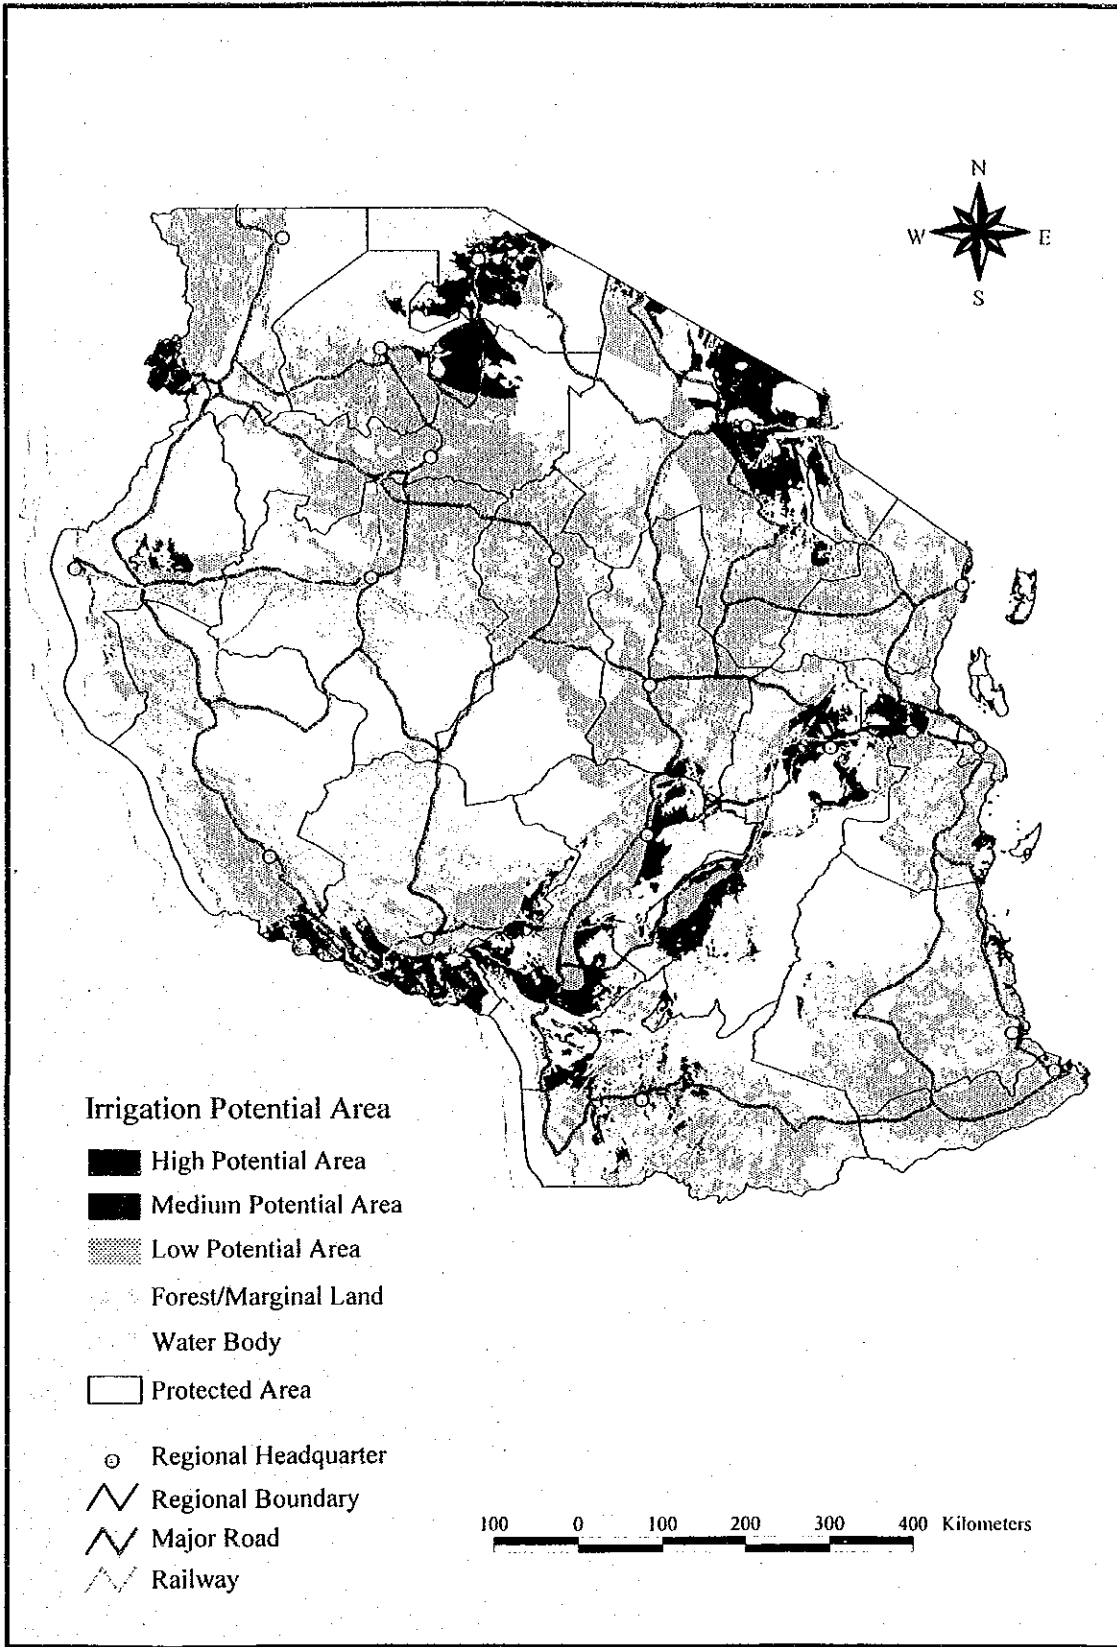 N
W E
S
Irrigation Potential Area
High Potential Area
Medium Potential Area
Low Potential Area
Forest/Marginal Land
Water Body
Protected Area
Regional Headquarter
Regional Boundary
Major Road
Railway
100 0 100 200 300 400 Kilometers